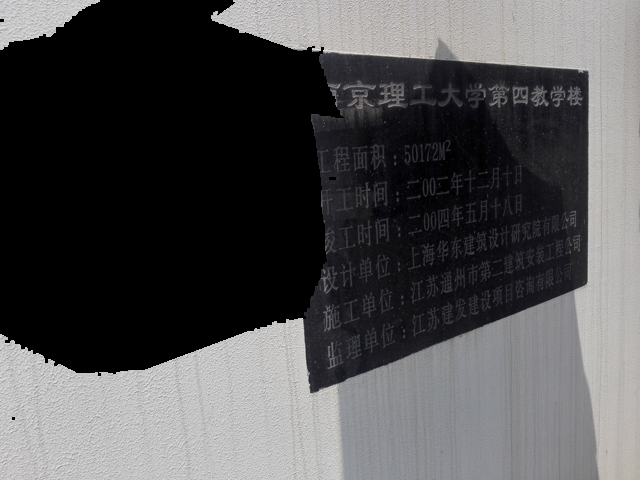 南京理工大学第四教学楼
工程面积：50172M²
开工时间：二00二年十二月十日
竣工时间：二00四年五月十八日
设计单位：上海华东建筑设计研究院有限公司
施工单位：江苏通州市第二建筑安装工程公司
监理单位：江苏建发建设项目咨询有限公司